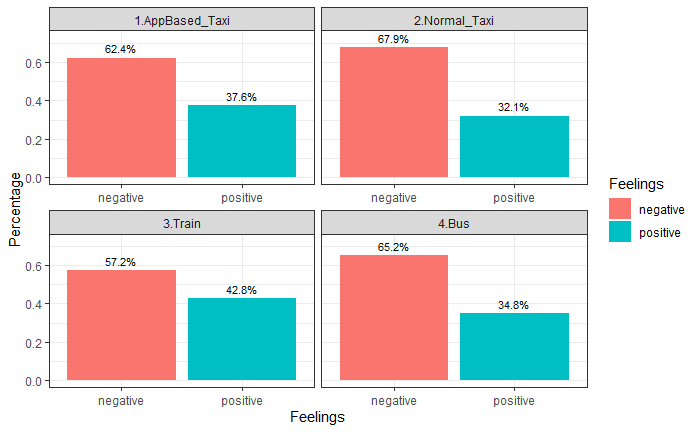 1.AppBased_Taxi
2.Normal_Taxi
62.4%
37.6%
67.9%
32.1%
0.6
0.4
0.2
0.0
negative
positive
negative
positive
3.Train
4.Bus
57.2%
42.8%
65.2%
34.8%
0.6
0.4
0.2
0.0
negative
positive
negative
positive
Percentage
Feelings
Feelings
negative
positive